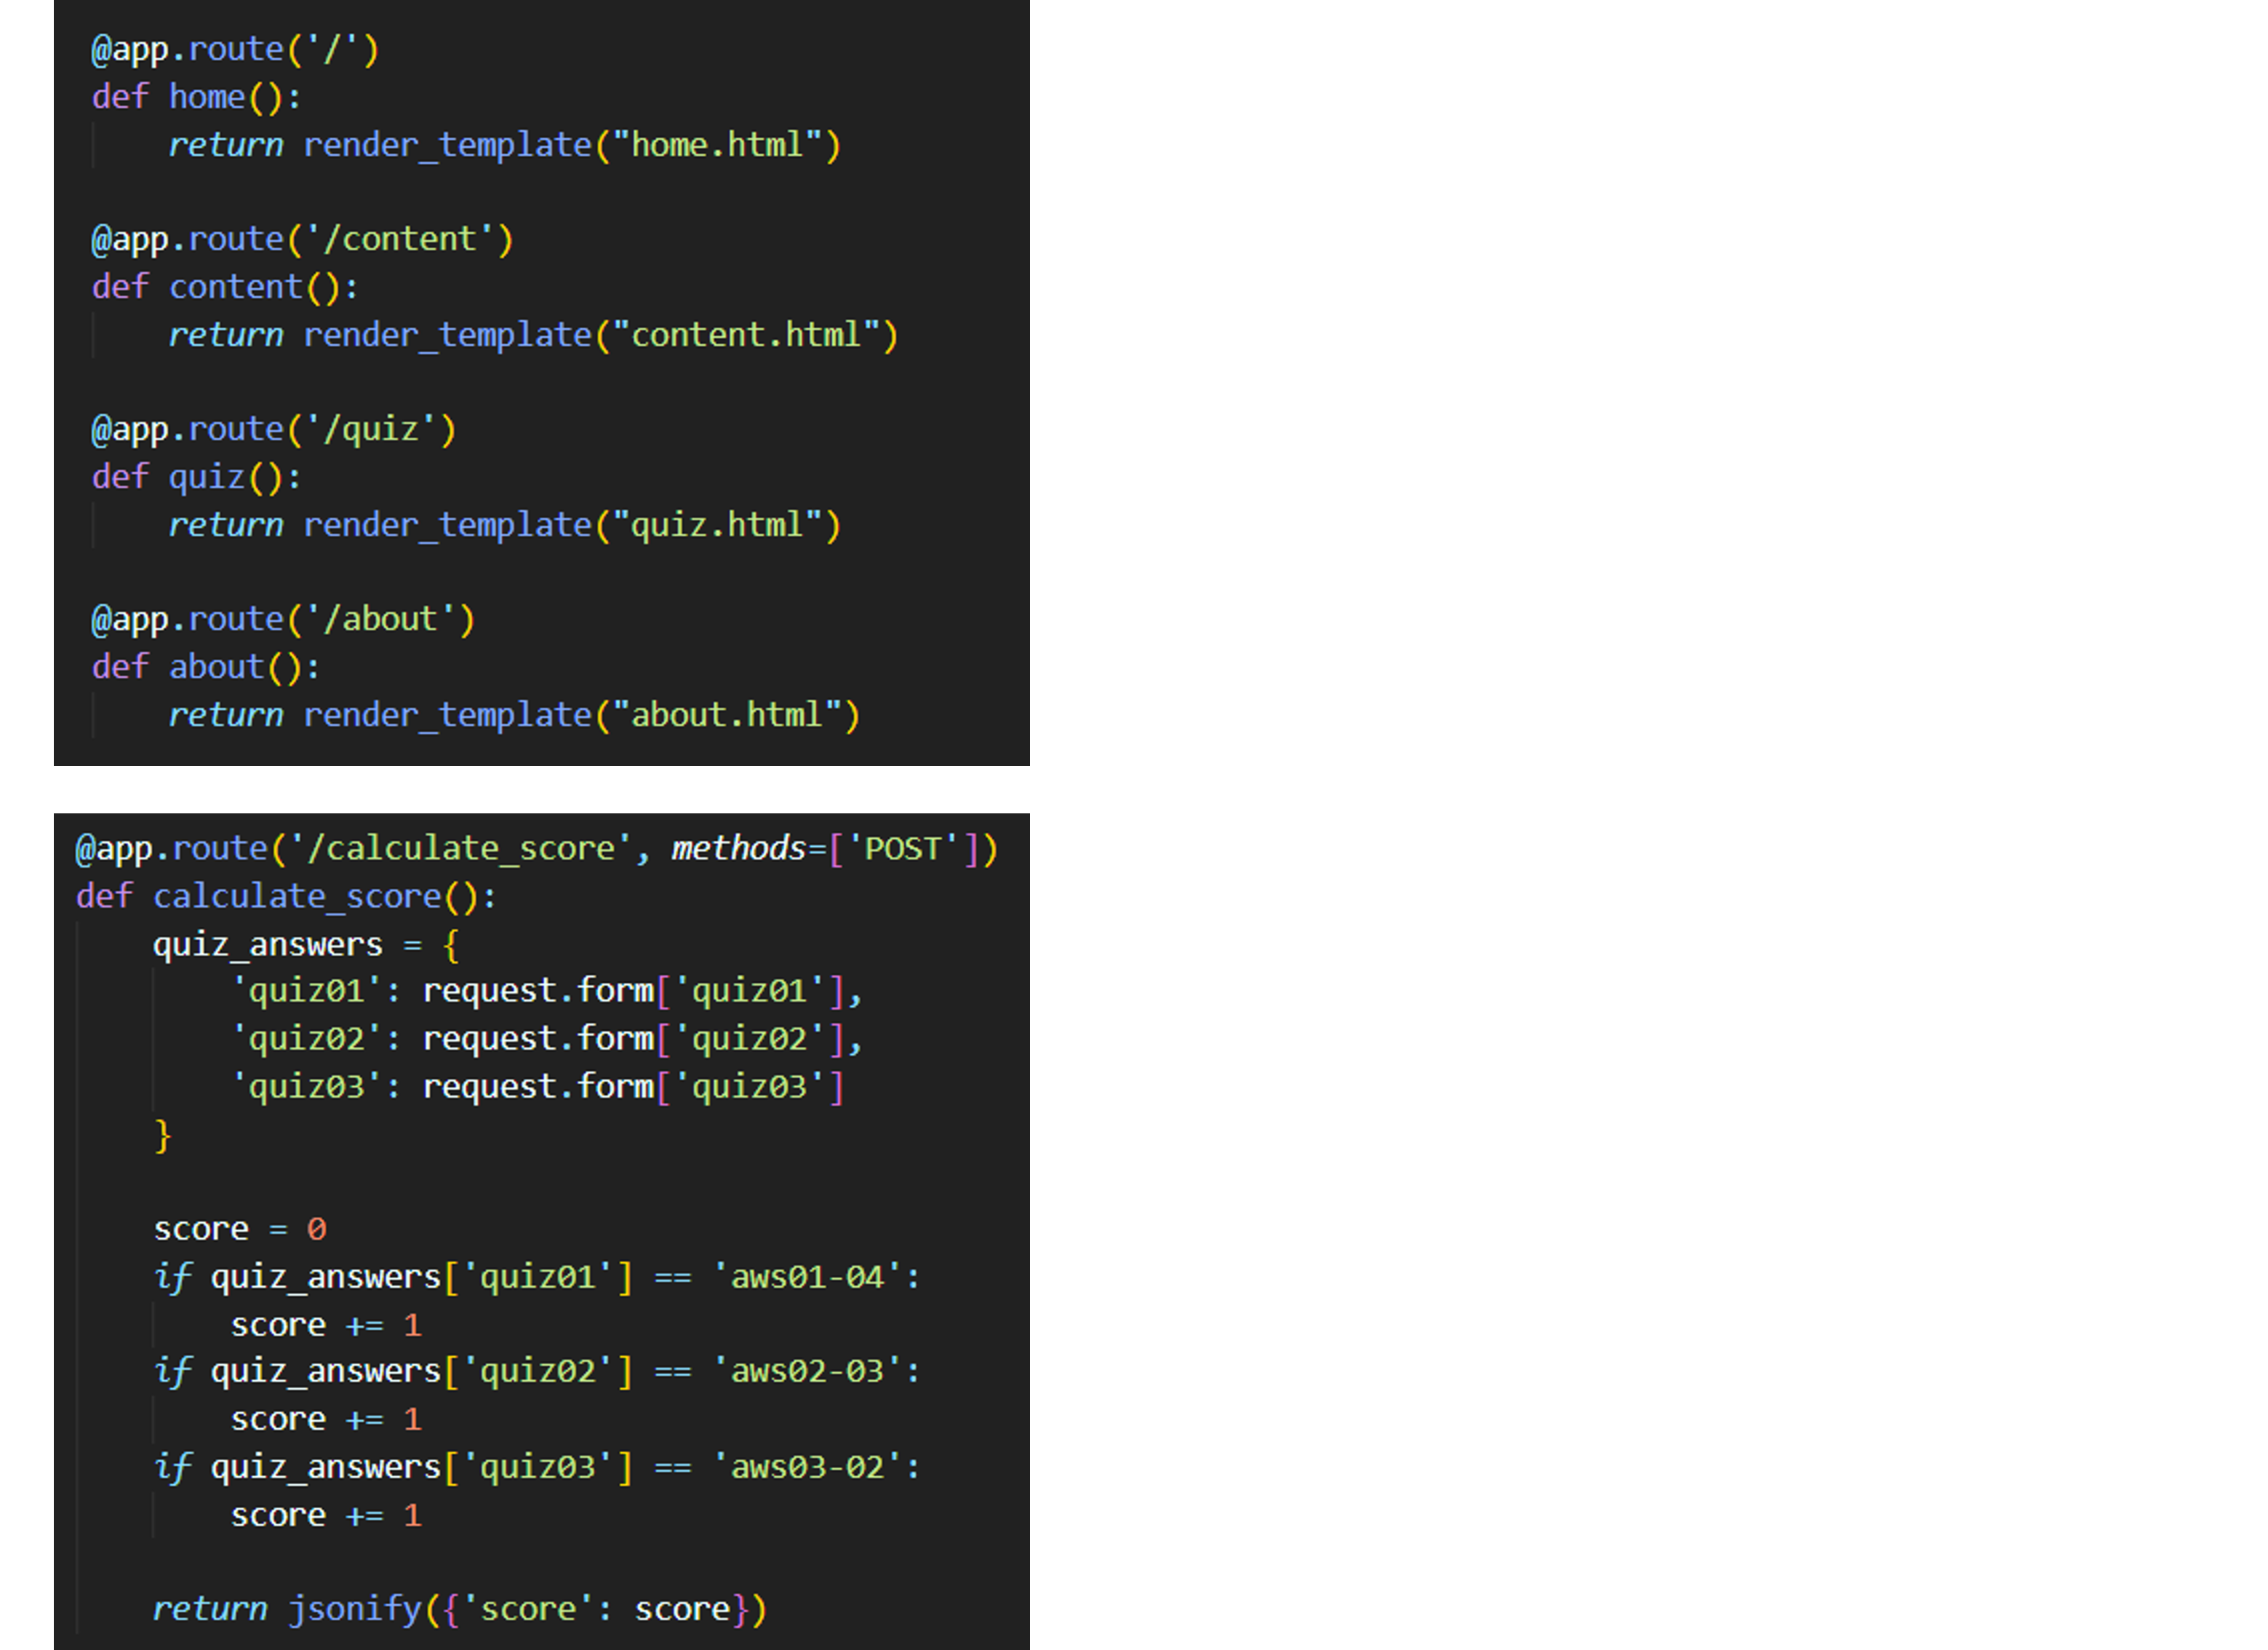 @app.route('/')
def home():
    return render_template("home.html")
@app.route('/content')
def content():
    return render_template("content.html")
@app.route('/quiz')
def quiz():
    return render_template("quiz.html")
@app.route('/about')
def about():
    return render_template("about.html")
@app.route('/calculate_score', methods=['POST'])
def calculate_score():
    quiz_answers = {
        'quiz01': request.form['quiz01'],
        'quiz02': request.form['quiz02'],
        'quiz03': request.form['quiz03']
    }
    score = 0
    if quiz_answers['quiz01'] == 'aws01-04':
        score += 1
    if quiz_answers['quiz02'] == 'aws02-03':
        score += 1
    if quiz_answers['quiz03'] == 'aws03-02':
        score += 1
    return jsonify({'score': score})